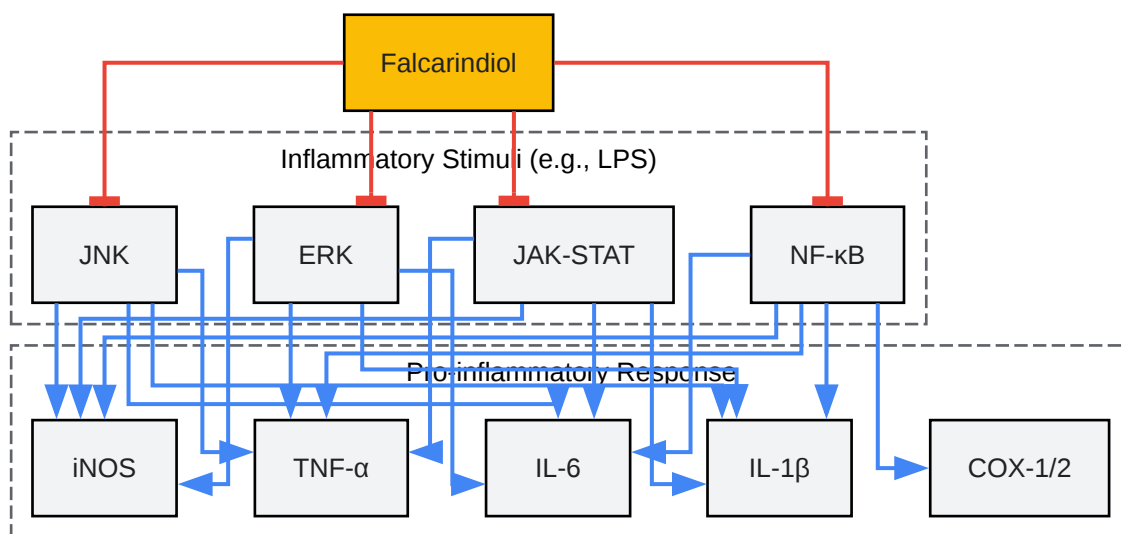 Falcarindiol
Inflammatory Stimuli (e.g., LPS)
JNK
ERK
JAK-STAT
NF-κB
Pro-inflammatory Response
iNOS
TNF-α
IL-6
IL-1β
COX-1/2